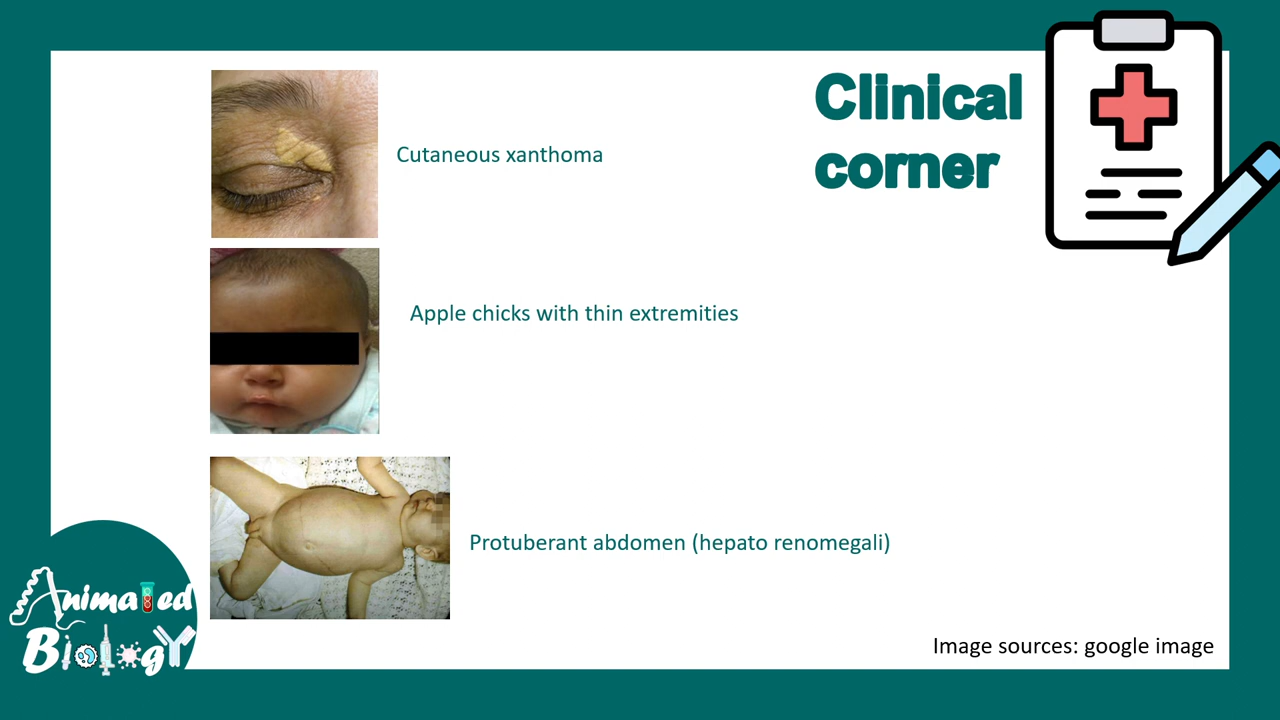 Clinical
corner
Cutaneous xanthoma
Apple chicks with thin extremities
Protuberant abdomen (hepato renomegali)
Animated
Biology
Image sources: google image